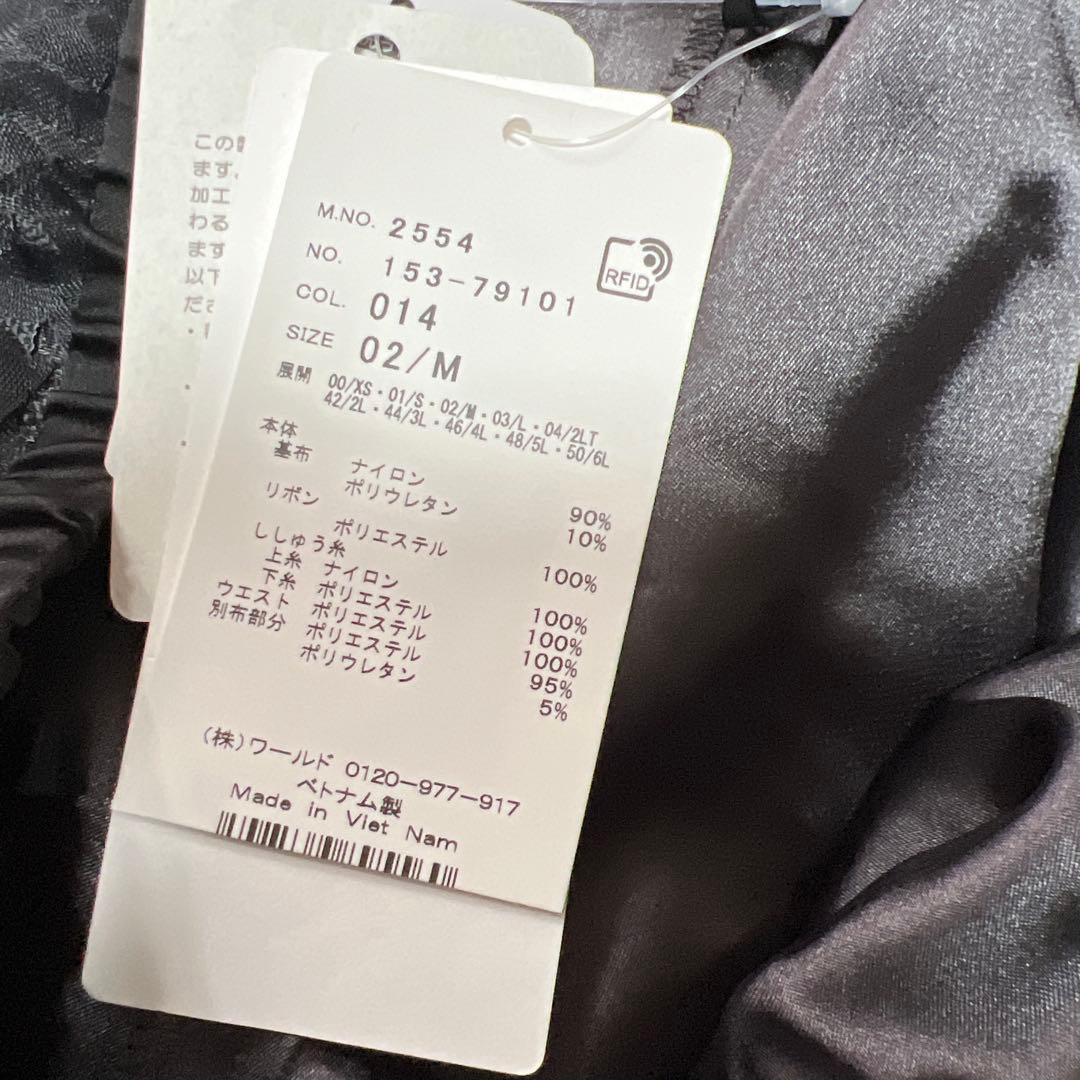 この
ます。
加工
わる
ます
以下
ださ
M.NO. 2554
NO. 153-79101
RFID
COL. 014
SIZE 02/M
展開 00/XS・01/S・02/M・03/L・04/2LT
42/2L・44/3L・46/4L・48/5L・50/6L
本体
基布 ナイロン 90%
ポリウレタン 10%
リボン
ポリエステル 100%
ししゅう糸
上糸 ナイロン 100%
下糸 ポリエステル 100%
ウエスト ポリエステル 100%
別布部分 ポリエステル 95%
ポリウレタン 5%
(株)ワールド 0120-977-917
ベトナム製
Made in Viet Nam